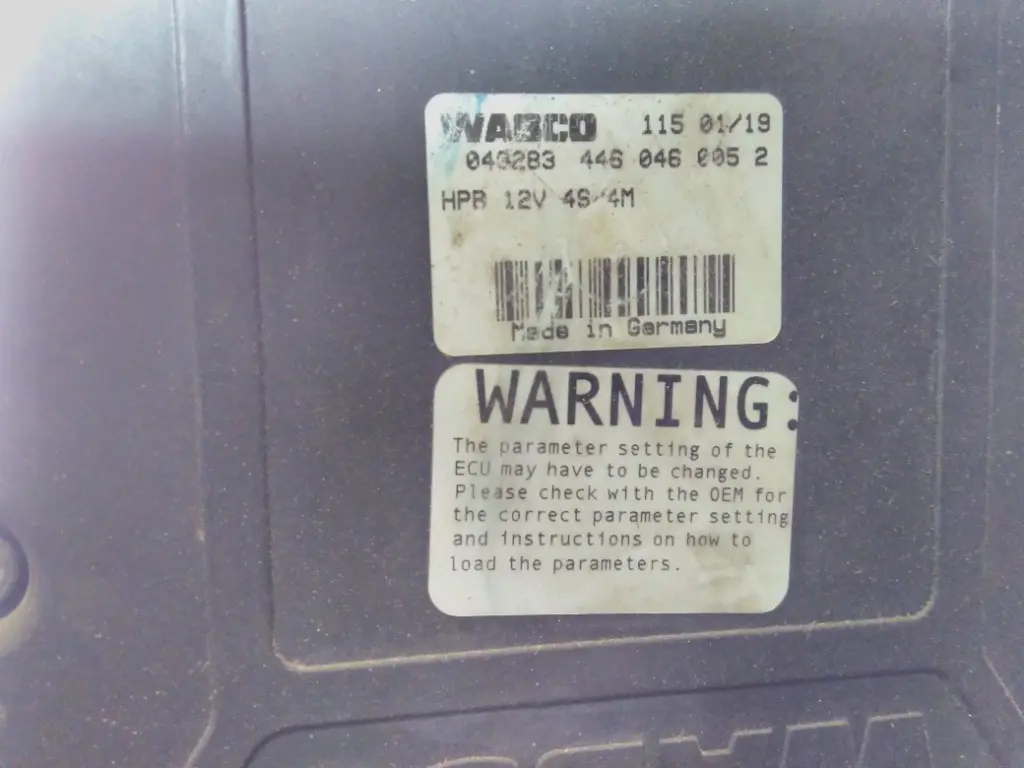 WABCO 115 01/19
049283 446 046 005 2
HPB 12V 4S/4M
Made in Germany
WARNING:
The parameter setting of the
ECU may have to be changed.
Please check with the OEM for
the correct parameter setting
and instructions on how to
load the parameters.